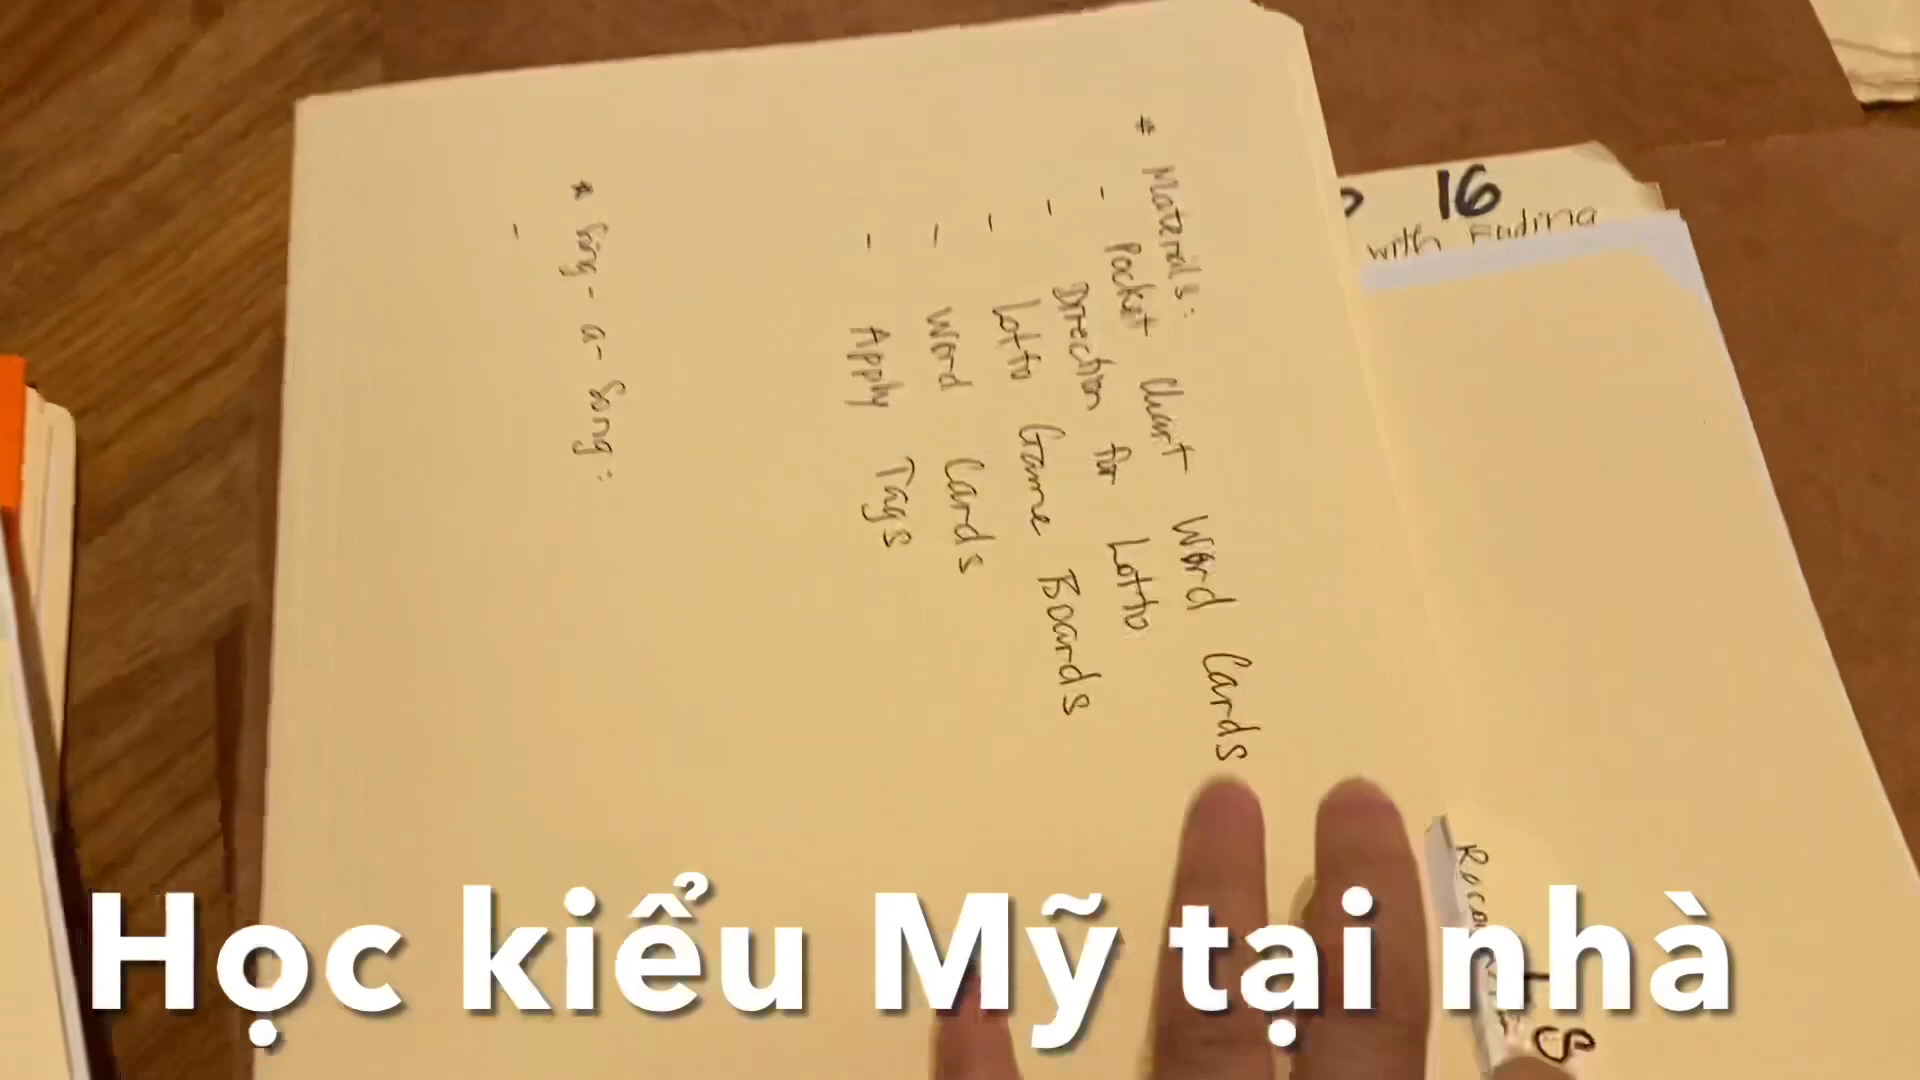 * Materials:
- Pocket Chart Word Cards
- Direction for Lotto
- Lotto Game Boards
- Word Cards
- Apply Tags
* Sing - a - Song:
-
16
with Ending
Học kiểu Mỹ tại nhà